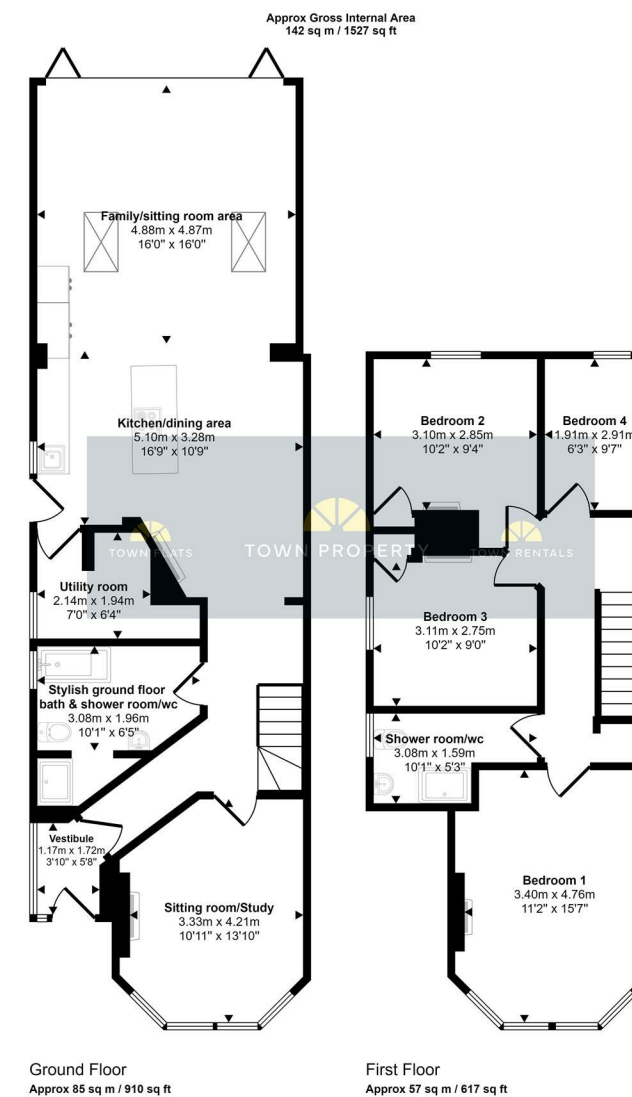 Approx Gross Internal Area
142 sq m / 1527 sq ft
Family/sitting room area
4.88m x 4.87m
16'0" x 16'0"
Kitchen/dining area
5.10m x 3.28m
16'9" x 10'9"
TOWN FLATS
TOWN PROPERTY
TOWN RENTALS
Utility room
2.14m x 1.94m
7'0" x 6'4"
Stylish ground floor
bath & shower room/wc
3.08m x 1.96m
10'1" x 6'5"
Vestibule
1.17m x 1.72m
3'10" x 5'8"
Sitting room/Study
3.33m x 4.21m
10'11" x 13'10"
Ground Floor
Approx 85 sq m / 910 sq ft
Bedroom 2
3.10m x 2.85m
10'2" x 9'4"
Bedroom 4
1.91m x 2.91m
6'3" x 9'7"
Bedroom 3
3.11m x 2.75m
10'2" x 9'0"
Shower room/wc
3.08m x 1.59m
10'1" x 5'3"
Bedroom 1
3.40m x 4.76m
11'2" x 15'7"
First Floor
Approx 57 sq m / 617 sq ft